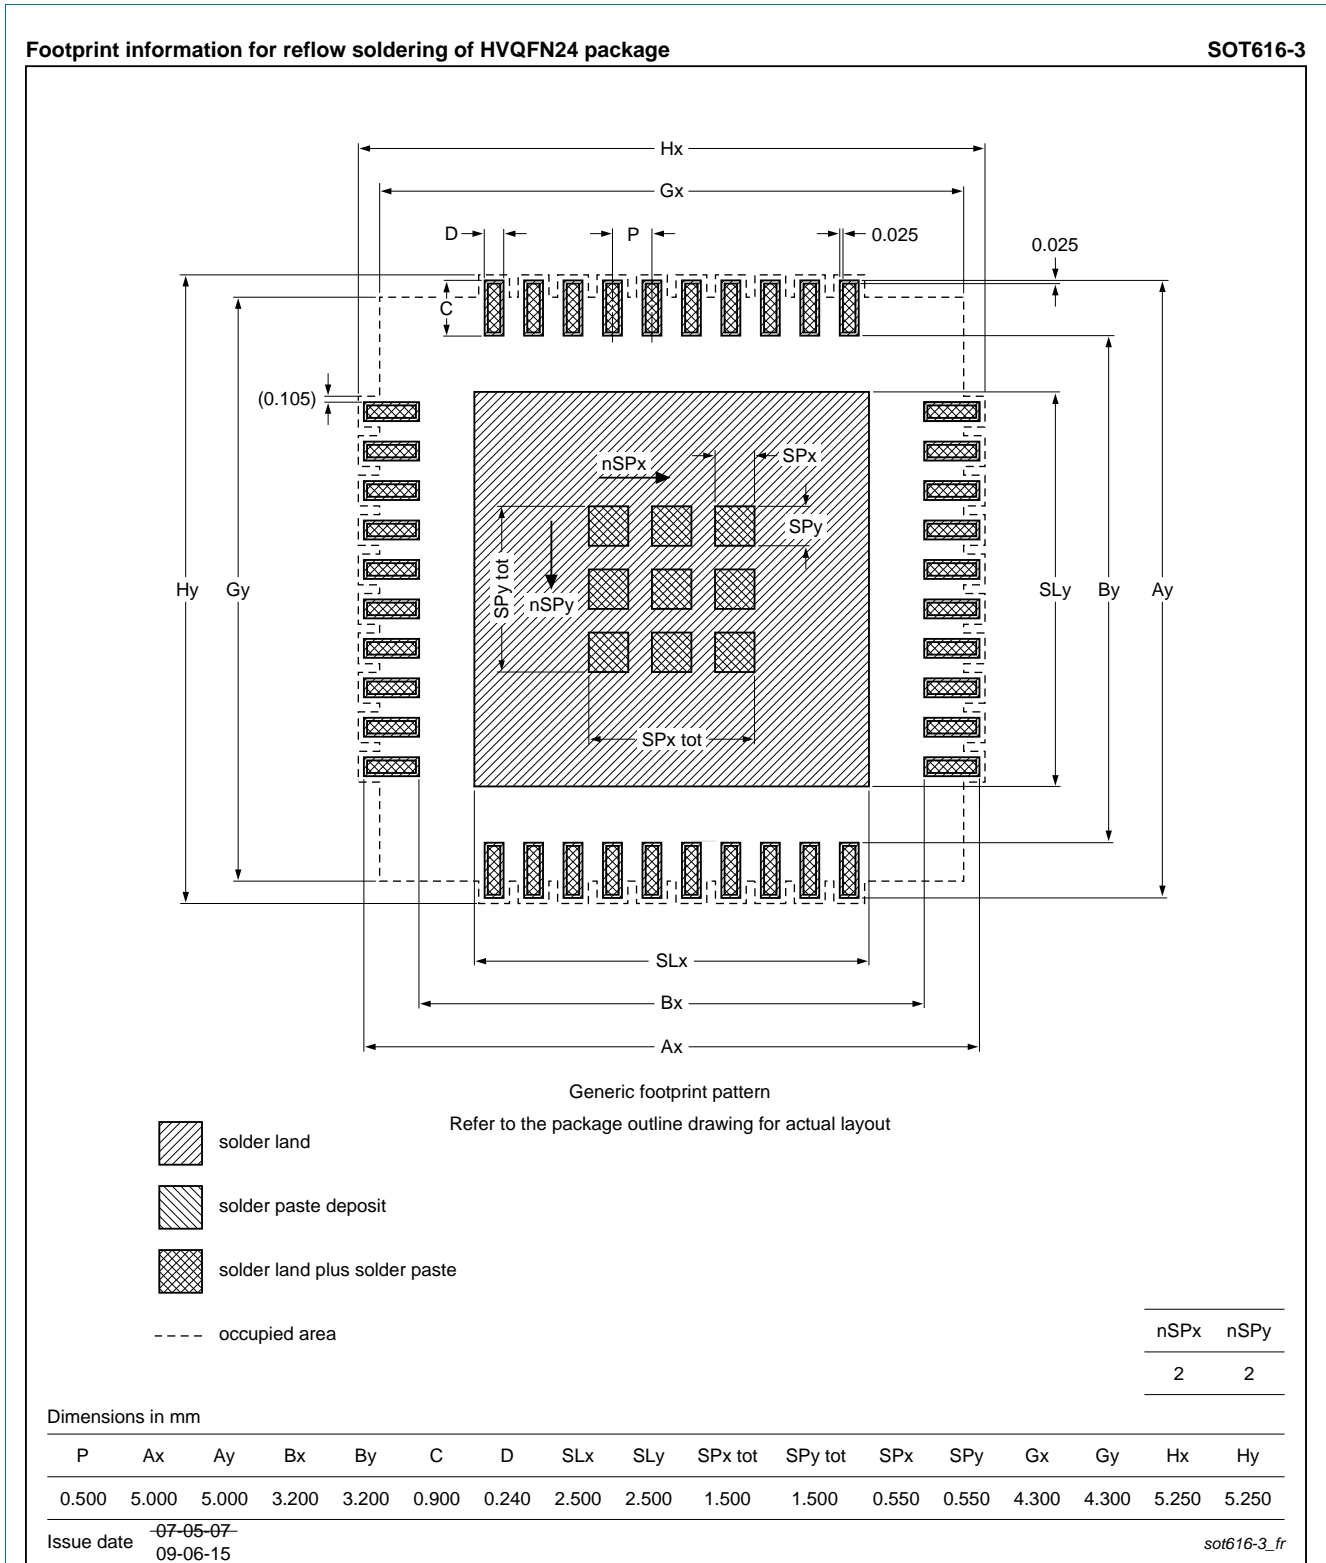 Footprint information for reflow soldering of HVQFN24 package SOT616-3
Hx
Gx
D P 0.025
0.025
C
(0.105)
nSPx SPx
SPy
SPy tot
nSPy
Hy Gy SLy By Ay
SPx tot
SLx
Bx
Ax
Generic footprint pattern
Refer to the package outline drawing for actual layout
solder land
solder paste deposit
solder land plus solder paste
occupied area
nSPx nSPy
2 2
Dimensions in mm
P Ax Ay Bx By C D SLx SLy SPx tot SPy tot SPx SPy Gx Gy Hx Hy
0.500 5.000 5.000 3.200 3.200 0.900 0.240 2.500 2.500 1.500 1.500 0.550 0.550 4.300 4.300 5.250 5.250
Issue date 07-05-07
09-06-15
sot616-3_fr